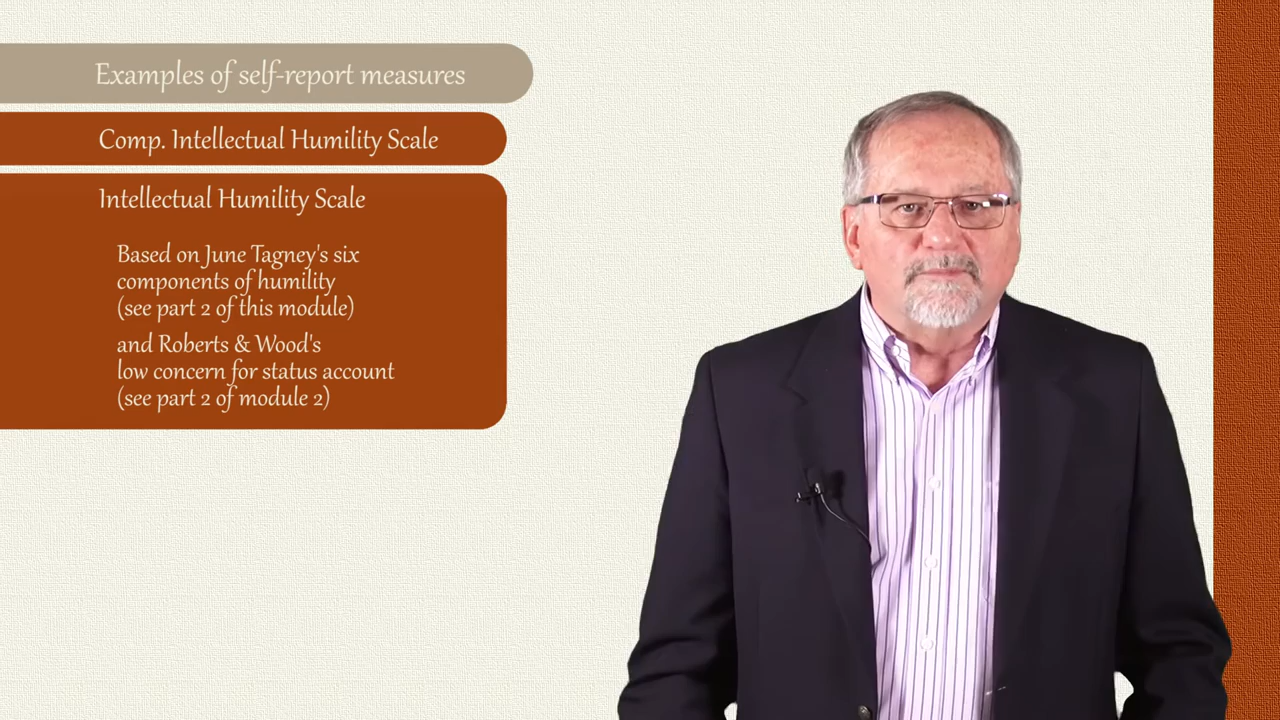 Examples of self-report measures
Comp. Intellectual Humility Scale
Intellectual Humility Scale
Based on June Tagney's six
components of humility
(see part 2 of this module)
and Roberts & Wood's
low concern for status account
(see part 2 of module 2)